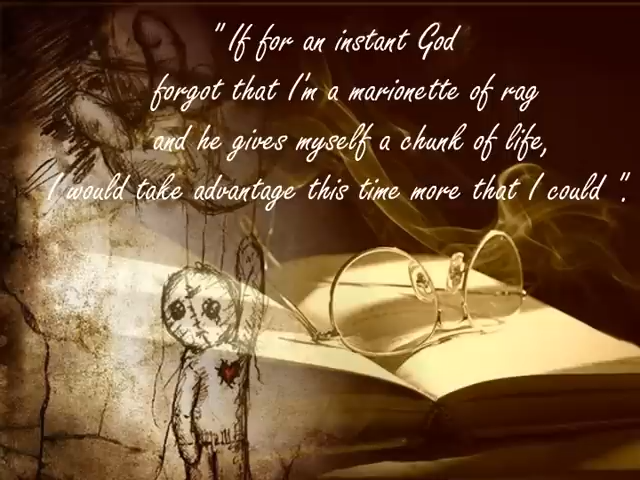 "If for an instant God
forgot that I'm a marionette of rag
and he gives myself a chunk of life,
I would take advantage this time more that I could ".